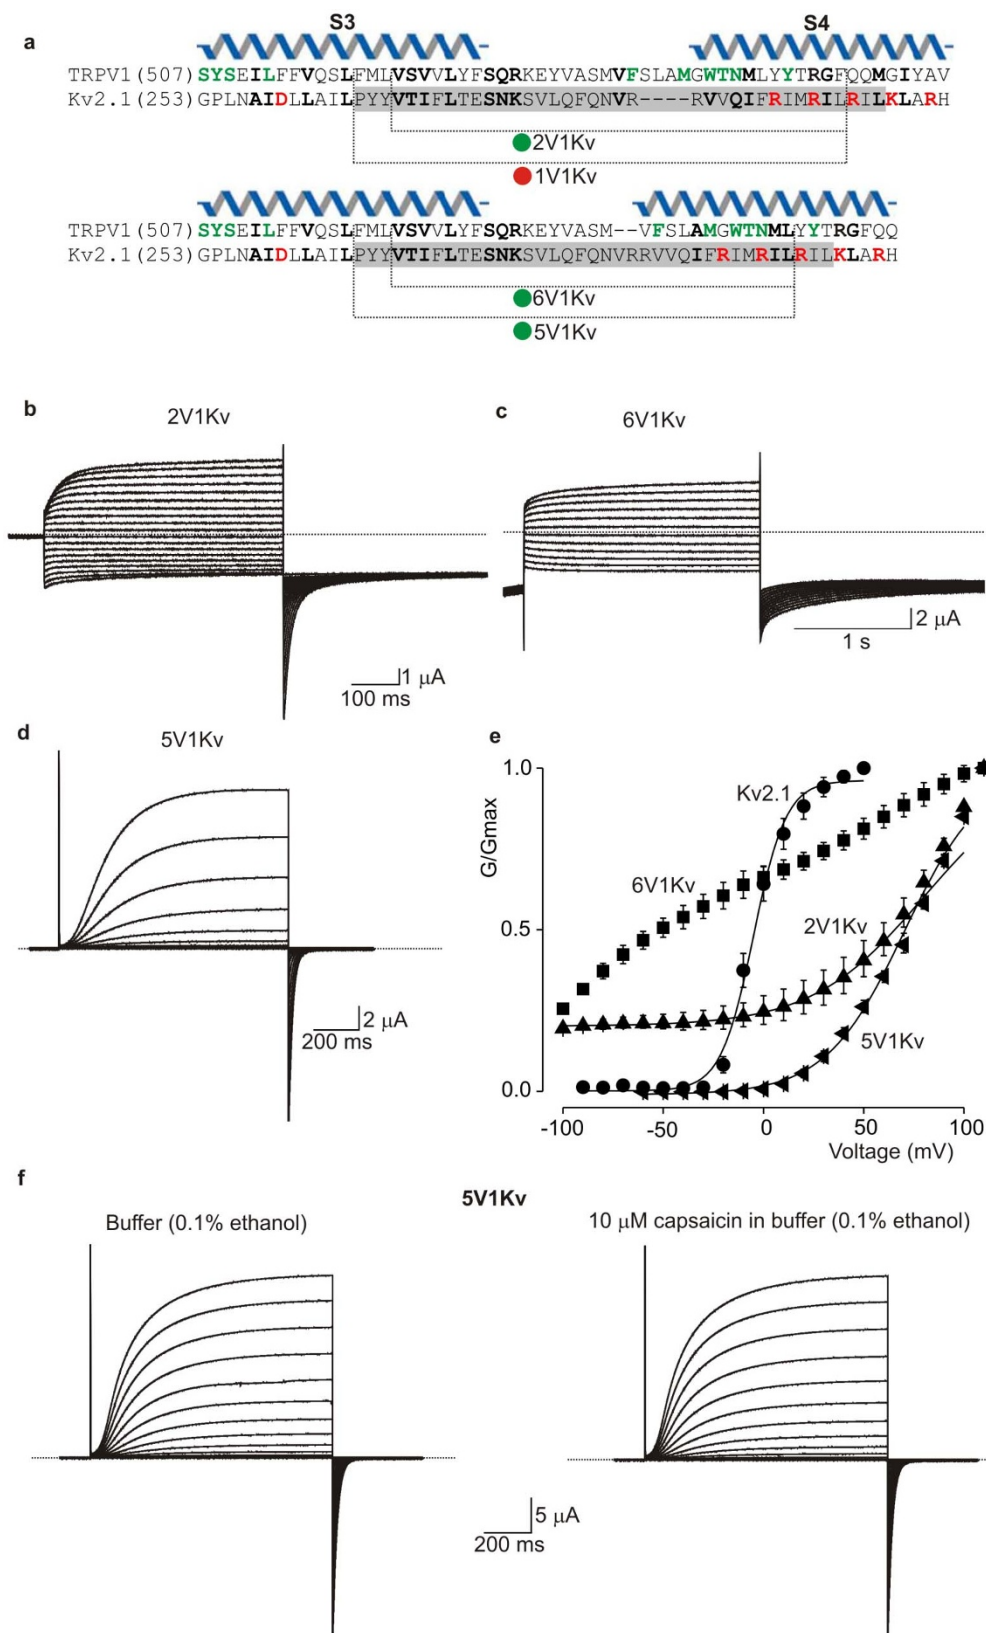 a
S3 S4
TRPV1(507) SYSEILFFVQSLFMLVSVVLYFSQRKEYVASMVFSLAMGWTNMLYYTRGFQQMGIYAV
Kv2.1(253) GPLNAIDLLAILPYYVTIFLTESNKSVLQFQNVR----RVVQIFRIMRILRILKLARH
2V1Kv
1V1Kv
TRPV1(507) SYSEILFFVQSLFMLVSVVLYFSQRKEYVASM--VFSLAMGWTNMLYYTRGFQQ
Kv2.1(253) GPLNAIDLLAILPYYVTIFLTESNKSVLQFQNVRRVVQIFRIMRILRILKLARH
6V1Kv
5V1Kv
b
2V1Kv
1 μA
100 ms
c
6V1Kv
2 μA
1 s
d
5V1Kv
2 μA
200 ms
e
G/Gmax
1.0
0.5
0.0
Kv2.1
6V1Kv
2V1Kv
5V1Kv
-100 -50 0 50 100
Voltage (mV)
f
5V1Kv
Buffer (0.1% ethanol)
10 μM capsaicin in buffer (0.1% ethanol)
5 μA
200 ms